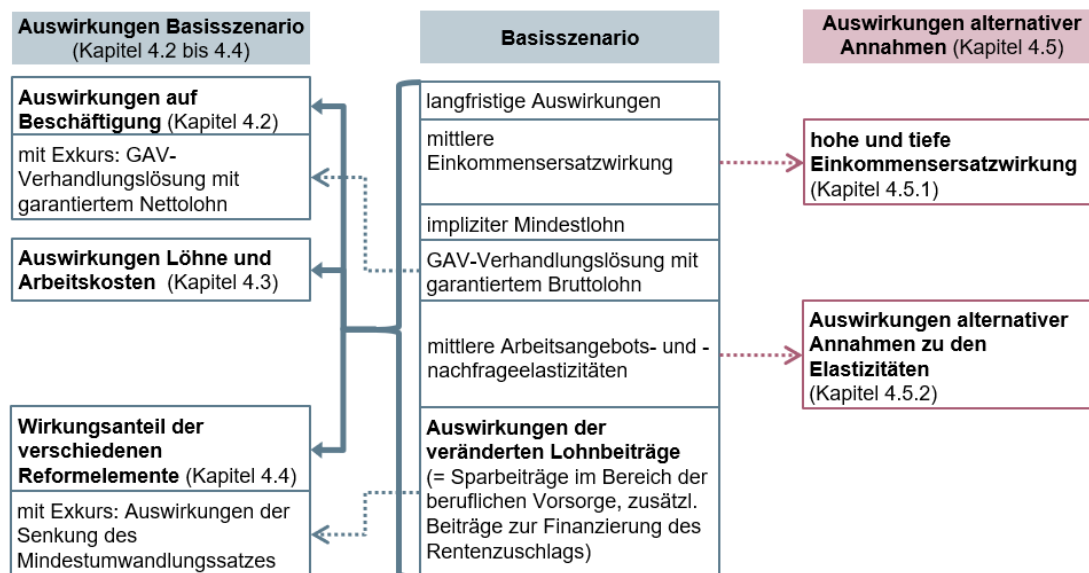 Auswirkungen Basisszenario
(Kapitel 4.2 bis 4.4)
Auswirkungen auf
Beschäftigung (Kapitel 4.2)
mit Exkurs: GAV-
Verhandlungslösung mit
garantiertem Nettolohn
Auswirkungen Löhne und
Arbeitskosten (Kapitel 4.3)
Wirkungsanteil der
verschiedenen
Reformelemente (Kapitel 4.4)
mit Exkurs: Auswirkungen der
Senkung des
Mindestumwandlungssatzes
Basisszenario
langfristige Auswirkungen
mittlere
Einkommensersatzwirkung
impliziter Mindestlohn
GAV-Verhandlungslösung mit
garantiertem Bruttolohn
mittlere Arbeitsangebots- und -
nachfrageelastizitäten
Auswirkungen der
veränderten Lohnbeiträge
(= Sparbeiträge im Bereich der
beruflichen Vorsorge, zusätzl.
Beiträge zur Finanzierung des
Rentenzuschlags)
Auswirkungen alternativer
Annahmen (Kapitel 4.5)
hohe und tiefe
Einkommensersatzwirkung
(Kapitel 4.5.1)
Auswirkungen alternativer
Annahmen zu den
Elastizitäten
(Kapitel 4.5.2)